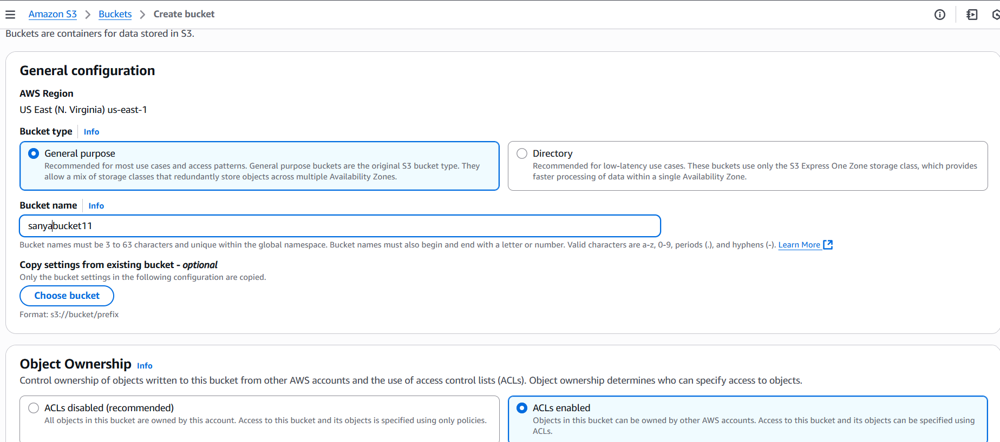 Amazon S3 > Buckets > Create bucket
Buckets are containers for data stored in S3.
General configuration
AWS Region
US East (N. Virginia) us-east-1
Bucket type Info
General purpose
Recommended for most use cases and access patterns. General purpose buckets are the original S3 bucket type. They
allow a mix of storage classes that redundantly store objects across multiple Availability Zones.
Directory
Recommended for low-latency use cases. These buckets use only the S3 Express One Zone storage class, which provides
faster processing of data within a single Availability Zone.
Bucket name Info
sanyabucket11
Bucket names must be 3 to 63 characters and unique within the global namespace. Bucket names must also begin and end with a letter or number. Valid characters are a-z, 0-9, periods (.), and hyphens (-). Learn More
Copy settings from existing bucket - optional
Only the bucket settings in the following configuration are copied.
Choose bucket
Format: s3://bucket/prefix
Object Ownership Info
Control ownership of objects written to this bucket from other AWS accounts and the use of access control lists (ACLs). Object ownership determines who can specify access to objects.
ACLs disabled (recommended)
All objects in this bucket are owned by this account. Access to this bucket and its objects is specified using only policies.
ACLs enabled
Objects in this bucket can be owned by other AWS accounts. Access to this bucket and its objects can be specified using
ACLs.